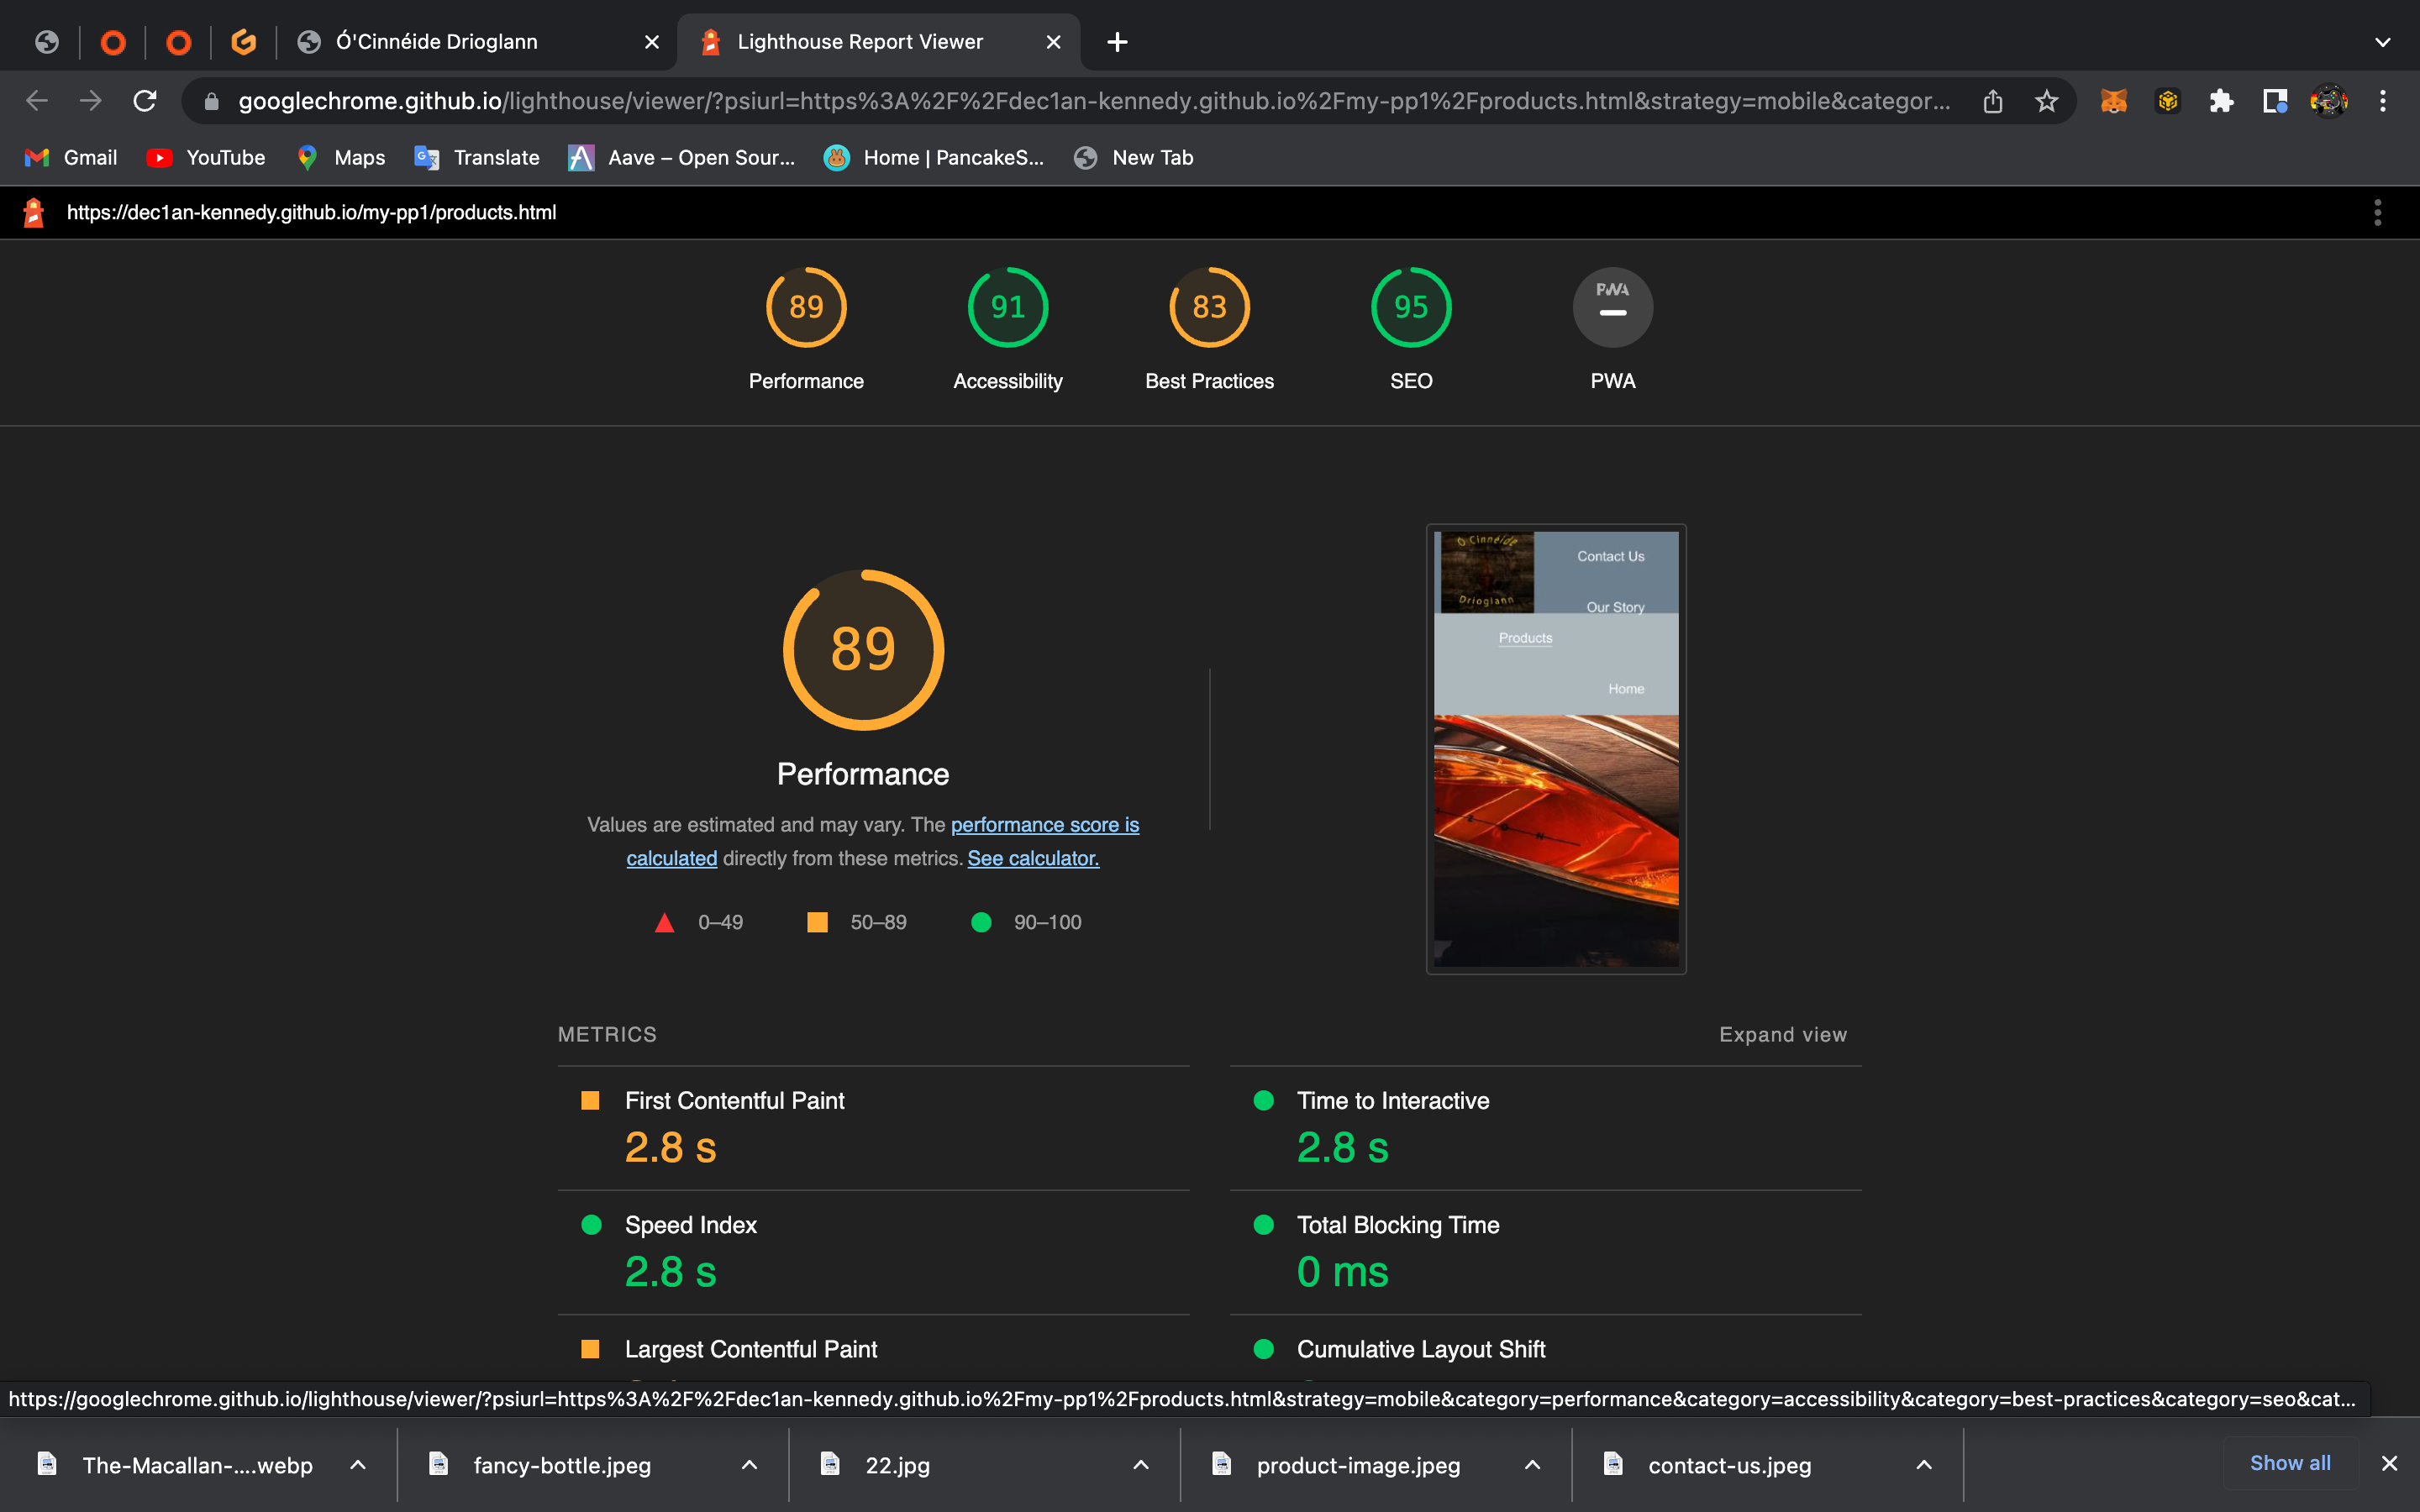 Ó'Cinnéide Drioglann
Lighthouse Report Viewer
googlechrome.github.io/lighthouse/viewer/?psiurl=https%3A%2F%2Fdec1an-kennedy.github.io%2Fmy-pp1%2Fproducts.html&strategy=mobile&categor...
Gmail
YouTube
Maps
Translate
Aave – Open Sour...
Home | PancakeS...
New Tab
https://dec1an-kennedy.github.io/my-pp1/products.html
89
91
83
95
PWA
Performance
Accessibility
Best Practices
SEO
PWA
89
Performance
Values are estimated and may vary. The performance score is
calculated directly from these metrics. See calculator.
0–49
50–89
90–100
Ó Cinnéide
Drioglann
Contact Us
Our Story
Products
Home
METRICS
Expand view
First Contentful Paint
2.8 s
Time to Interactive
2.8 s
Speed Index
2.8 s
Total Blocking Time
0 ms
Largest Contentful Paint
Cumulative Layout Shift
https://googlechrome.github.io/lighthouse/viewer/?psiurl=https%3A%2F%2Fdec1an-kennedy.github.io%2Fmy-pp1%2Fproducts.html&strategy=mobile&category=performance&category=accessibility&category=best-practices&category=seo&cat...
The-Macallan-....webp
fancy-bottle.jpeg
22.jpg
product-image.jpeg
contact-us.jpeg
Show all